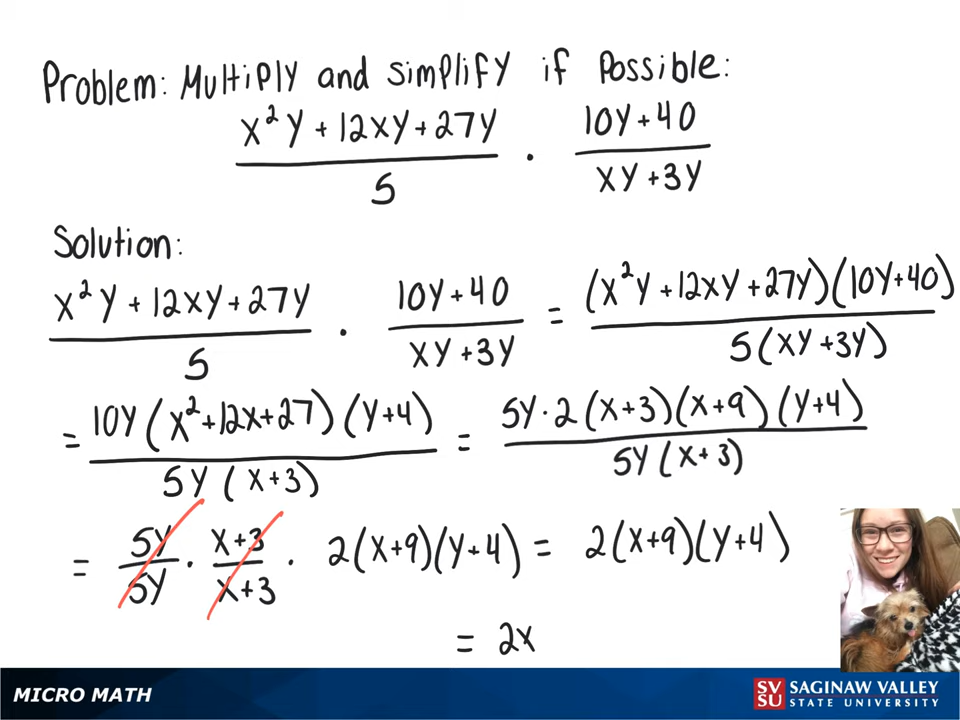 Problem: Multiply and simplify if possible:
x²y + 12xy + 27y / 5 · 10y + 40 / xy + 3y
Solution:
x²y + 12xy + 27y / 5 · 10y + 40 / xy + 3y = (x²y + 12xy + 27y)(10y + 40) / 5(xy + 3y)
= 10y(x² + 12x + 27)(y + 4) / 5y(x + 3) = 5y · 2(x + 3)(x + 9)(y + 4) / 5y(x + 3)
= 5y / 5y · x + 3 / x + 3 · 2(x + 9)(y + 4) = 2(x + 9)(y + 4)
= 2x
MICRO MATH
SVSU SAGINAW VALLEY
STATE UNIVERSITY